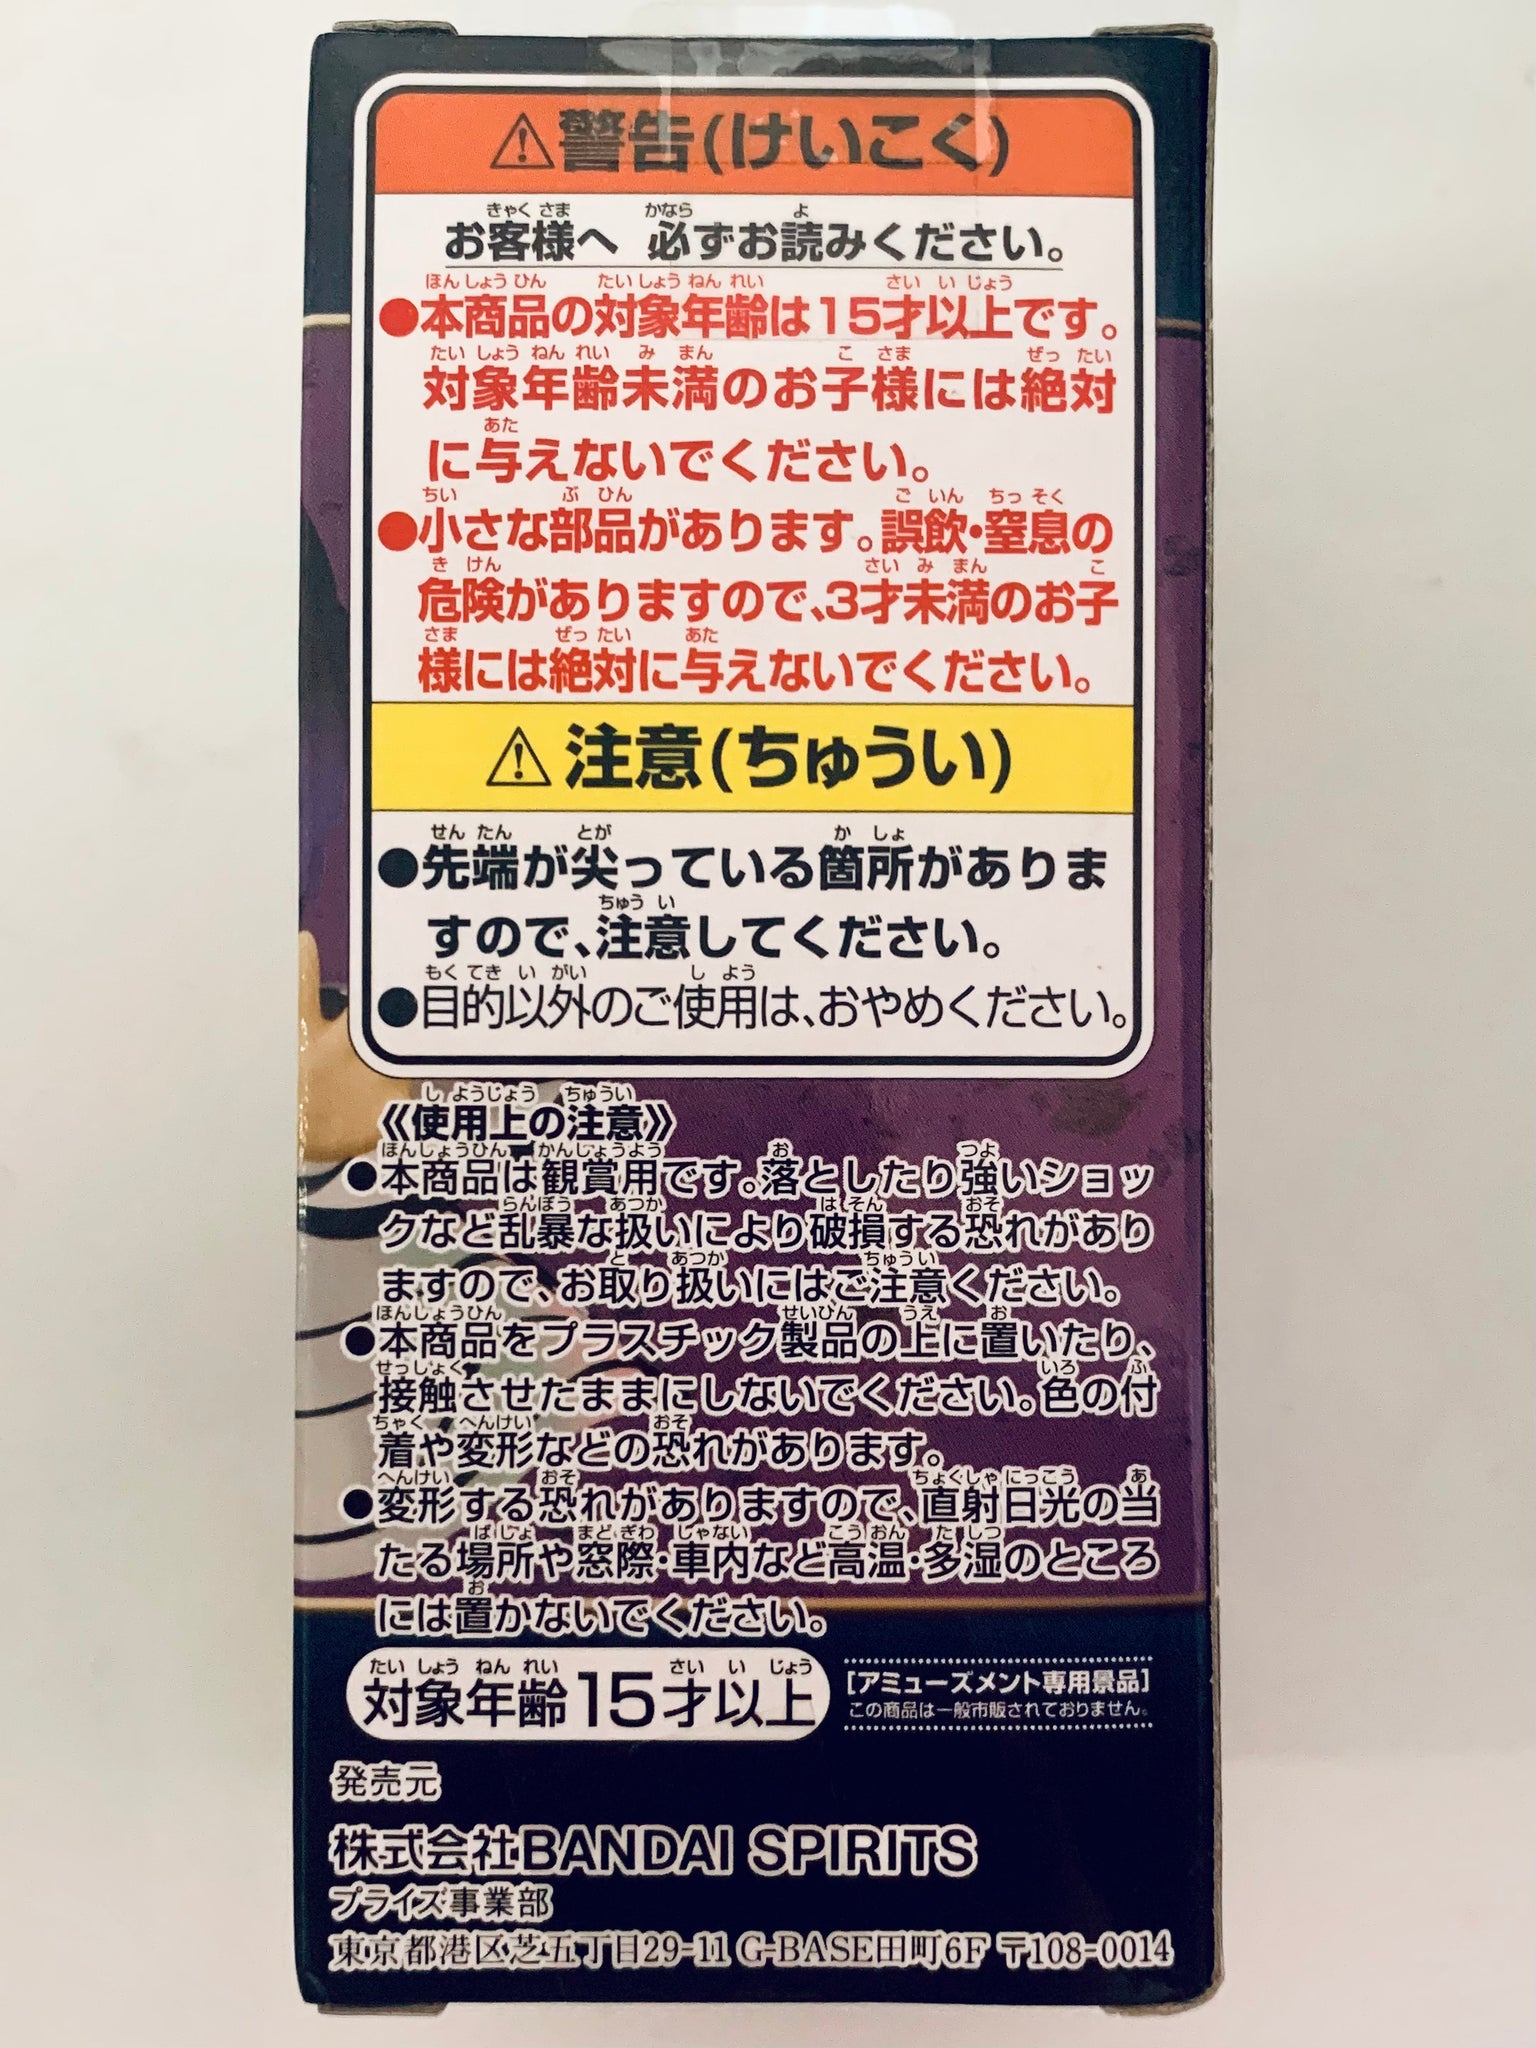 ⚠警告(けいこく)
お客様へ 必ずお読みください。
●本商品の対象年齢は15才以上です。
対象年齢未満のお子様には絶対
に与えないでください。
●小さな部品があります。誤飲・窒息の
危険がありますので、3才未満のお子
様には絶対に与えないでください。
⚠注意(ちゅうい)
●先端が尖っている箇所がありま
すので、注意してください。
●目的以外のご使用は、おやめください。
《使用上の注意》
●本商品は観賞用です。落としたり強いショッ
クなど乱暴な扱いにより破損する恐れがあり
ますので、お取り扱いにはご注意ください。
●本商品をプラスチック製品の上に置いたり、
接触させたままにしないでください。色の付
着や変形などの恐れがあります。
●変形する恐れがありますので、直射日光の当
たる場所や窓際・車内など高温・多湿のところ
には置かないでください。
対象年齢15才以上
[アミューズメント専用景品]
この商品は一般市販されておりません。
発売元
株式会社BANDAI SPIRITS
プライズ事業部
東京都港区芝五丁目29-11 G-BASE田町6F 〒108-0014